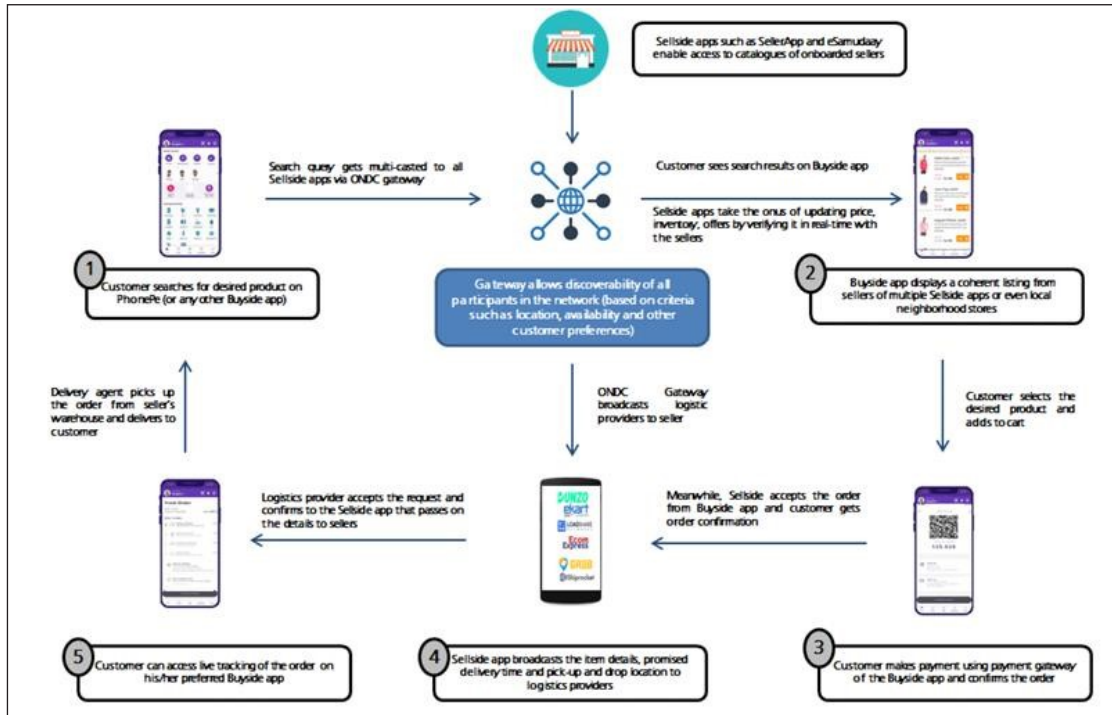 Sellside apps such as SellerApp and eSamudaay
enable access to catalogues of onboarded sellers
Search query gets multi-casted to all
Sellside apps via ONDC gateway
Customer sees search results on Buyside app
Sellside apps take the onus of updating price,
inventory, offers by verifying it in real-time with
the sellers
1
Customer searches for desired product on
PhonePe (or any other Buyside app)
Gateway allows discoverability of all
participants in the network (based on criteria
such as location, availability and other
customer preferences)
2
Buyside app displays a coherent listing from
sellers of multiple Sellside apps or even local
neighborhood stores
Delivery agent picks up
the order from seller's
warehouse and delivers to
customer
ONDC Gateway
broadcasts logistic
providers to seller
Customer selects the
desired product and
adds to cart
Logistics provider accepts the request and
confirms to the Sellside app that passes on
the details to sellers
DUNZO
ekart
Ecom
Express
GRAB
Shiprocket
Meanwhile, Sellside accepts the order
from Buyside app and customer gets
order confirmation
5
Customer can access live tracking of the order on
his/her preferred Buyside app
4
Sellside app broadcasts the item details, promised
delivery time and pick-up and drop location to
logistics providers
3
Customer makes payment using payment gateway
of the Buyside app and confirms the order